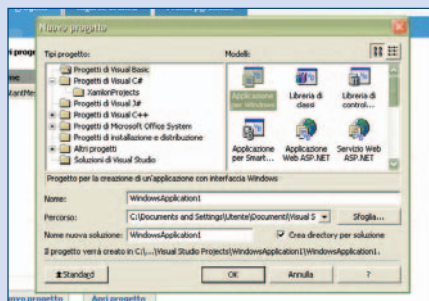 Nuovo progetto
Tipi progetto:
Modelli:
Progetti di Visual Basic
Progetti di Visual C#
XamlonProjects
Progetti di Visual J#
Progetti di Visual C++
Progetti di Microsoft Office System
Progetti di installazione e distribuzione
Altri progetti
Soluzioni di Visual Studio
Applicazione per Windows
Libreria di classi
Libreria di control...
Applicazione per Smart...
Applicazione Web ASP.NET
Servizio Web ASP.NET
Progetto per la creazione di un'applicazione con interfaccia Windows
Nome:
WindowsApplication1
Percorso:
C:\Documents and Settings\Utente\Documenti\Visual S
Sfoglia...
Nome nuova soluzione:
WindowsApplication1
Crea directory per soluzione
Il progetto verrà creato in C:\...\Visual Studio Projects\WindowsApplication1\WindowsApplication1.
Standard
OK
Annulla
?
Apri progetto